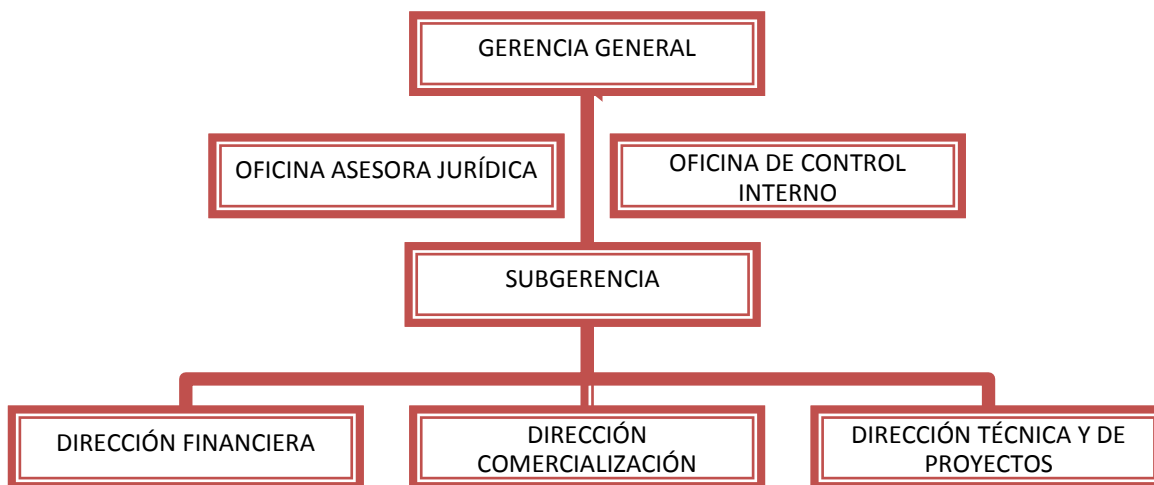 GERENCIA GENERAL
OFICINA ASESORA JURÍDICA
OFICINA DE CONTROL
INTERNO
SUBGERENCIA
DIRECCIÓN FINANCIERA
DIRECCIÓN
COMERCIALIZACIÓN
DIRECCIÓN TÉCNICA Y DE
PROYECTOS